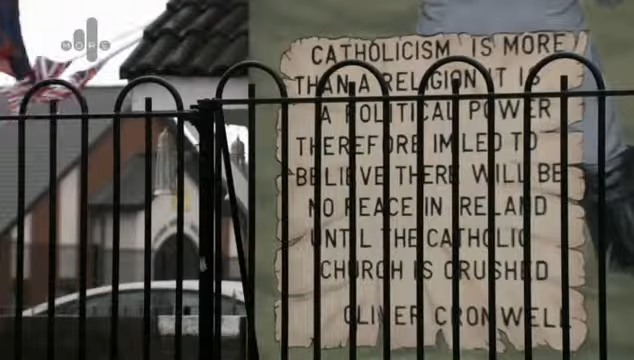 MORE
CATHOLICISM IS MORE
THAN A RELIGION IT IS
A POLITICAL POWER
THEREFORE IM LED TO
BELIEVE THERE WILL BE
NO PEACE IN IRELAND
UNTIL THE CATHOLIC
CHURCH IS CRUSHED
OLIVER CROMWELL